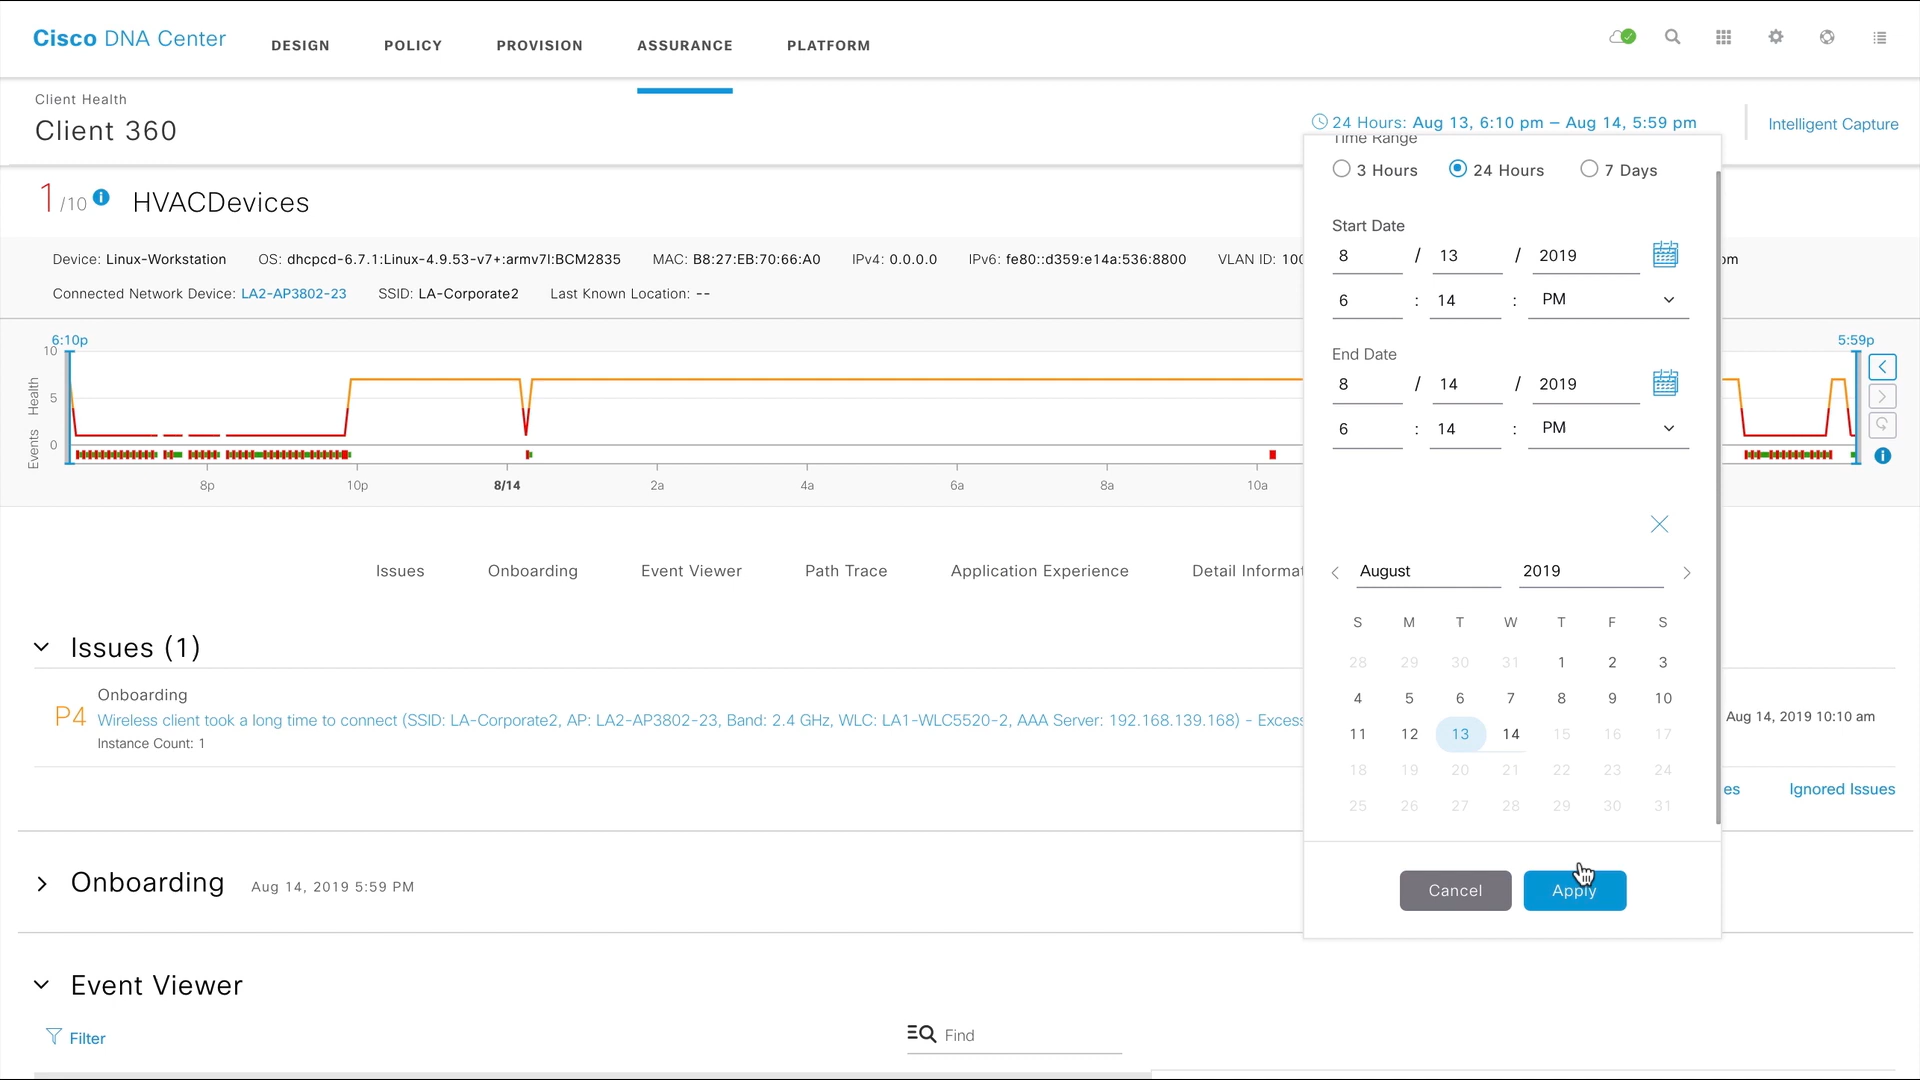 Cisco DNA Center
DESIGN POLICY PROVISION ASSURANCE PLATFORM
Client Health
Client 360
24 Hours: Aug 13, 6:10 pm – Aug 14, 5:59 pm
Intelligent Capture
1/10 HVACDevices
Device: Linux-Workstation OS: dhcpcd-6.7.1:Linux-4.9.53-v7+:armv7l:BCM2835 MAC: B8:27:EB:70:66:A0 IPv4: 0.0.0.0 IPv6: fe80::d359:e14a:536:8800 VLAN ID: 100
om
Connected Network Device: LA2-AP3802-23 SSID: LA-Corporate2 Last Known Location: --
6:10p
5:59p
10
5
0
Health
Events
8p 10p 8/14 2a 4a 6a 8a 10a
Issues Onboarding Event Viewer Path Trace Application Experience Detail Informat
Issues (1)
Onboarding
P4 Wireless client took a long time to connect (SSID: LA-Corporate2, AP: LA2-AP3802-23, Band: 2.4 GHz, WLC: LA1-WLC5520-2, AAA Server: 192.168.139.168) - Excess
Instance Count: 1
Aug 14, 2019 10:10 am
es Ignored Issues
Onboarding Aug 14, 2019 5:59 PM
Event Viewer
Filter
Find
Time Range
3 Hours 24 Hours 7 Days
Start Date
8 / 13 / 2019
6 : 14 : PM
End Date
8 / 14 / 2019
6 : 14 : PM
August 2019
S M T W T F S
28 29 30 31 1 2 3
4 5 6 7 8 9 10
11 12 13 14 15 16 17
18 19 20 21 22 23 24
25 26 27 28 29 30 31
Cancel Apply